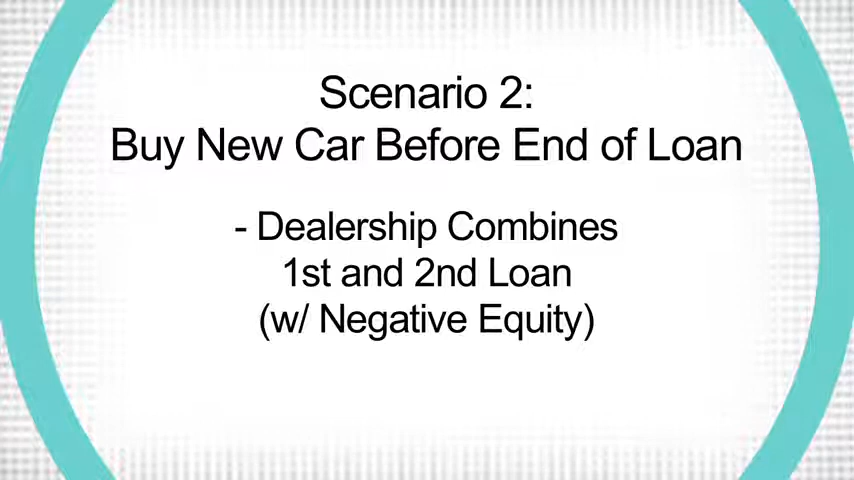 Scenario 2:
Buy New Car Before End of Loan
- Dealership Combines
1st and 2nd Loan
(w/ Negative Equity)